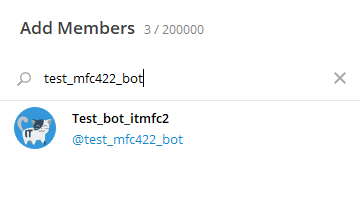 Add Members 3 / 200000
test_mfc422_bot
Test_bot_itmfc2
@test_mfc422_bot